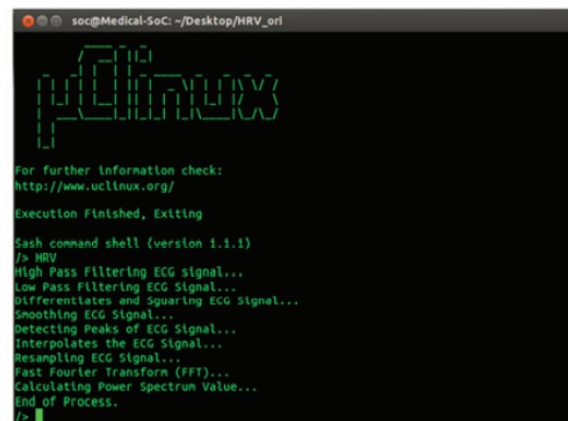 soc@Medical-SoC: ~/Desktop/HRV_ori
µClinux
For further information check:
http://www.uclinux.org/
Execution Finished, Exiting
Sash command shell (version 1.1.1)
/> HRV
High Pass Filtering ECG signal...
Low Pass Filtering ECG Signal...
Differentiates and Squaring ECG Signal...
Smoothing ECG Signal...
Detecting Peaks of ECG Signal...
Interpolates the ECG Signal...
Resampling ECG Signal...
Fast Fourier Transform (FFT)...
Calculating Power Spectrum Value...
End of Process.
/>